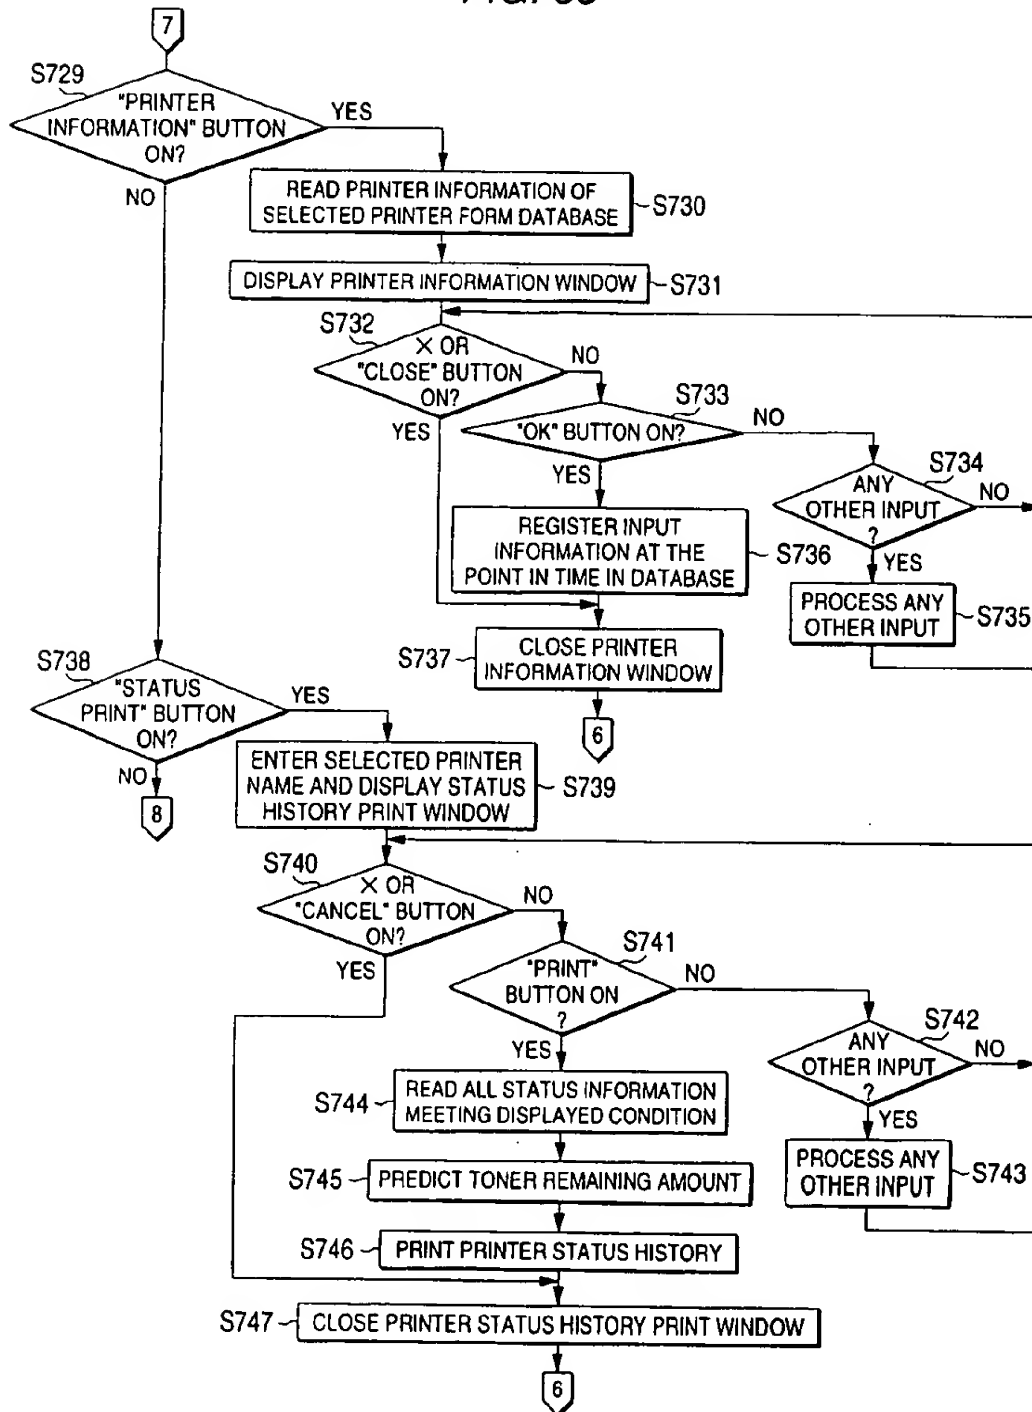 7
S729
"PRINTER
INFORMATION" BUTTON
ON?
YES
NO
READ PRINTER INFORMATION OF
SELECTED PRINTER FORM DATABASE
S730
DISPLAY PRINTER INFORMATION WINDOW
S731
S732
X OR
"CLOSE" BUTTON
ON?
NO
YES
S733
"OK" BUTTON ON?
NO
YES
S734
ANY
OTHER INPUT
?
NO
YES
REGISTER INPUT
INFORMATION AT THE
POINT IN TIME IN DATABASE
S736
PROCESS ANY
OTHER INPUT
S735
S737
CLOSE PRINTER
INFORMATION WINDOW
6
S738
"STATUS
PRINT" BUTTON
ON?
YES
NO
8
ENTER SELECTED PRINTER
NAME AND DISPLAY STATUS
HISTORY PRINT WINDOW
S739
S740
X OR
"CANCEL" BUTTON
ON?
NO
YES
S741
"PRINT"
BUTTON ON
?
NO
YES
S742
ANY
OTHER INPUT
?
NO
YES
S744
READ ALL STATUS INFORMATION
MEETING DISPLAYED CONDITION
PROCESS ANY
OTHER INPUT
S743
S745
PREDICT TONER REMAINING AMOUNT
S746
PRINT PRINTER STATUS HISTORY
S747
CLOSE PRINTER STATUS HISTORY PRINT WINDOW
6